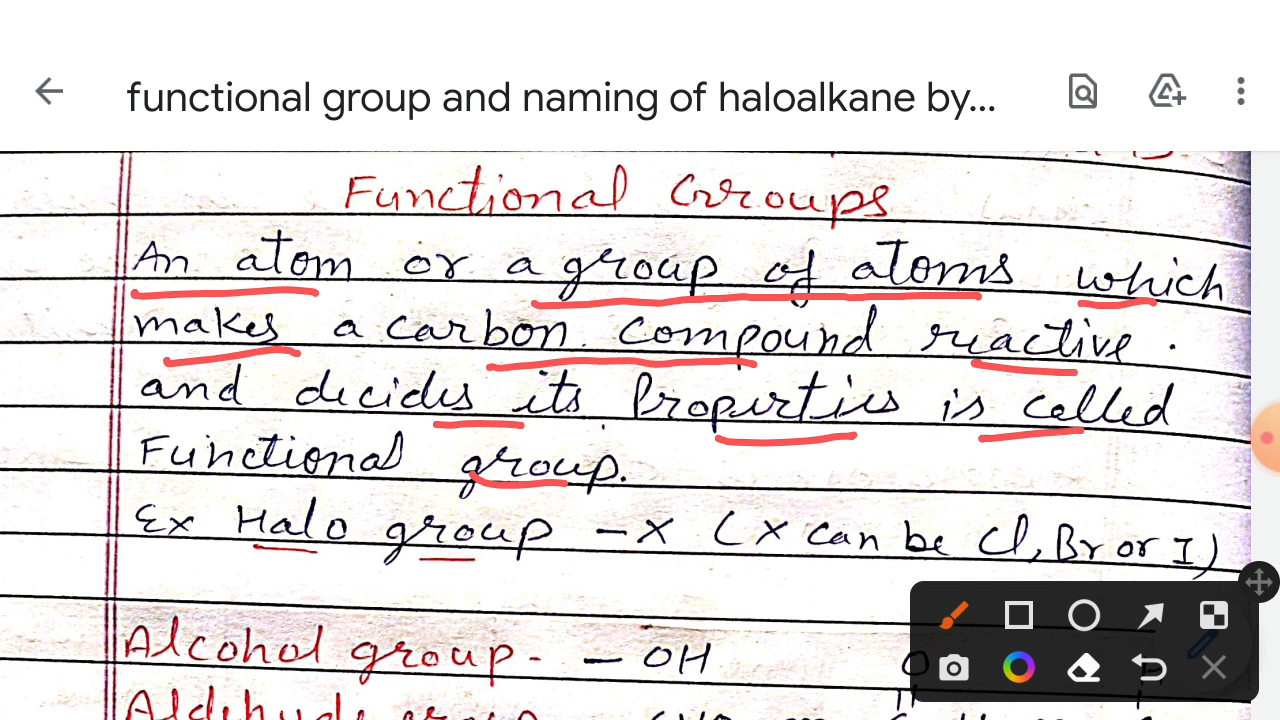 functional group and naming of haloalkane by...
Functional Groups
An atom or a group of atoms which
makes a carbon compound reactive.
and decides its Properties is called
Functional group.
Ex Halo group -X (X can be Cl, Br or I)
Alcohol group. - OH
Aldehyde group